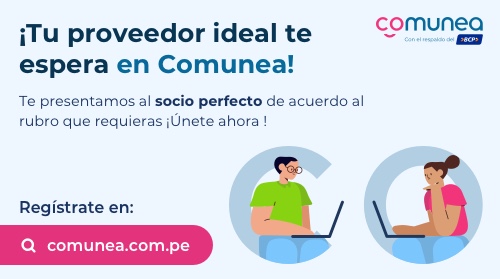 ¡Tu proveedor ideal te
espera en Comunea!
comunea
Con el respaldo del >BCP>
Te presentamos al socio perfecto de acuerdo al
rubro que requieras ¡Únete ahora !
Regístrate en:
comunea.com.pe